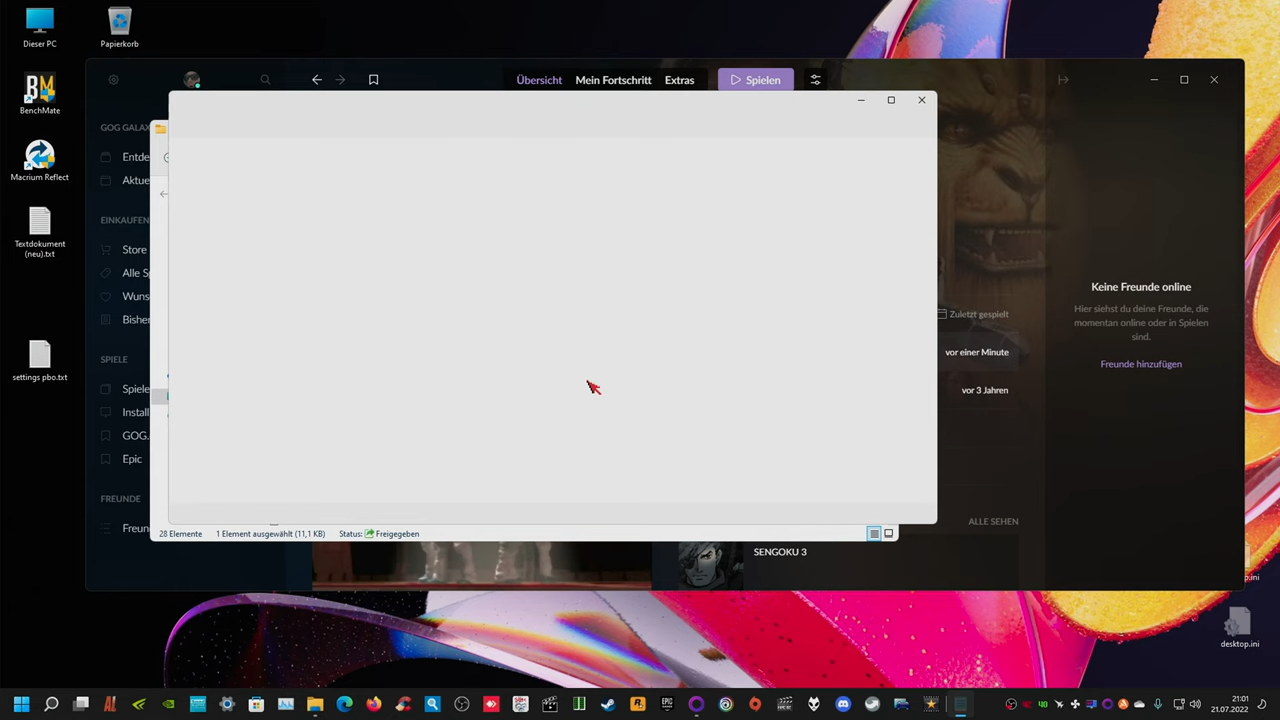 Dieser PC
Papierkorb
BenchMate
Macrium Reflect
Textdokument
(neu).txt
settings pbo.txt
Übersicht
Mein Fortschritt
Extras
Spielen
GOG GALAX
Entde
Aktue
EINKAUFEN
Store
Alle Sp
Wuns
Bisher
SPIELE
Spiele
Install
GOG.
Epic
FREUNDE
Freun
28 Elemente
1 Element ausgewählt (11,1 KB)
Status:
Freigegeben
Zuletzt gespielt
vor einer Minute
vor 3 Jahren
ALLE SEHEN
SENGOKU 3
Keine Freunde online
Hier siehst du deine Freunde, die
momentan online oder in Spielen
sind.
Freunde hinzufügen
o.ini
desktop.ini
21:01
21.07.2022